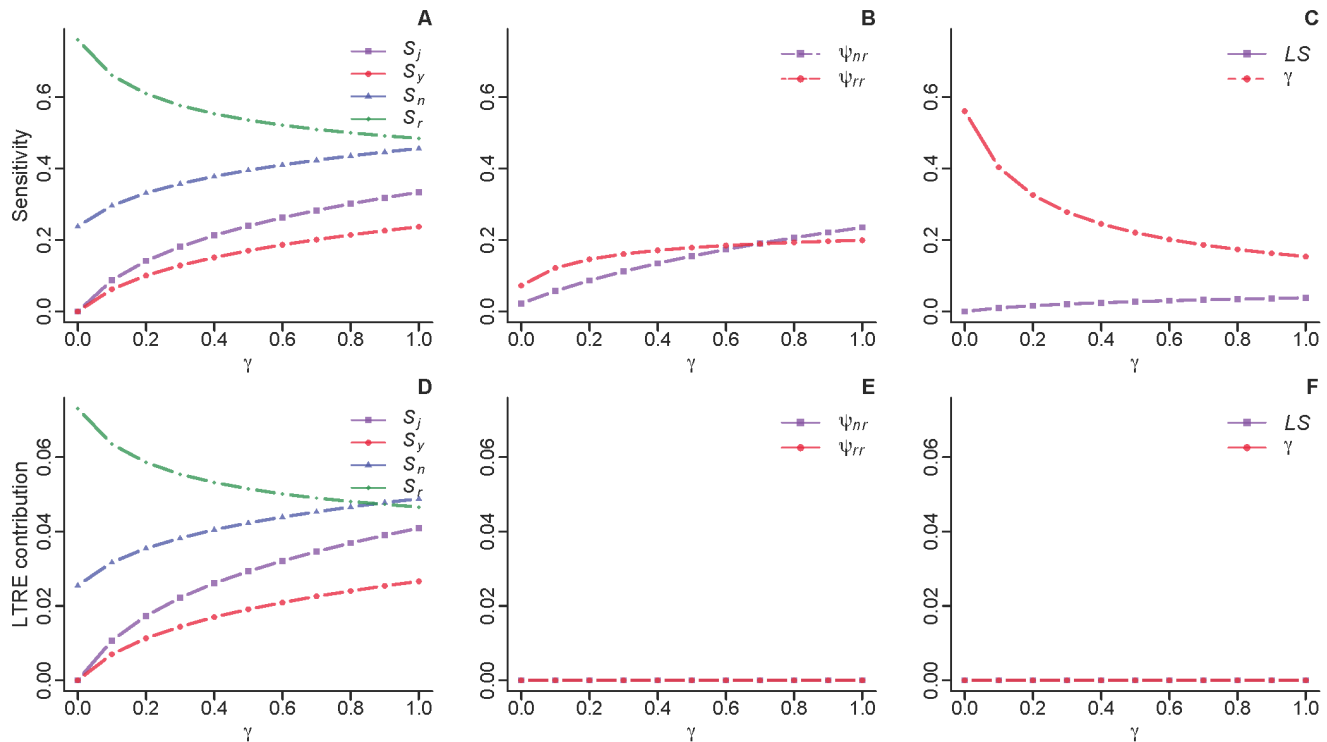 A
Sensitivity
0.0 0.2 0.4 0.6
S_j
S_y
S_n
S_r
0.0 0.2 0.4 0.6 0.8 1.0
γ
B
0.0 0.2 0.4 0.6
ψ_nr
ψ_rr
0.0 0.2 0.4 0.6 0.8 1.0
γ
C
0.0 0.2 0.4 0.6
LS
γ
0.0 0.2 0.4 0.6 0.8 1.0
γ
D
LTRE contribution
0.00 0.02 0.04 0.06
S_j
S_y
S_n
S_r
0.0 0.2 0.4 0.6 0.8 1.0
γ
E
0.00 0.02 0.04 0.06
ψ_nr
ψ_rr
0.0 0.2 0.4 0.6 0.8 1.0
γ
F
0.00 0.02 0.04 0.06
LS
γ
0.0 0.2 0.4 0.6 0.8 1.0
γ